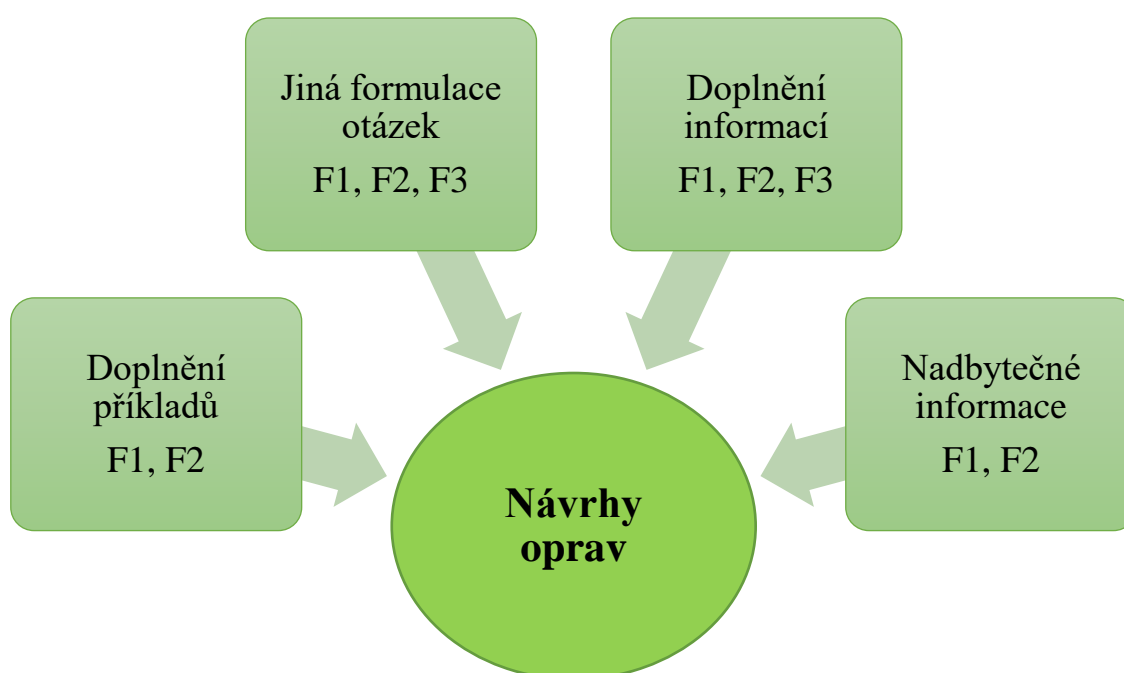 Jiná formulace
otázek
F1, F2, F3
Doplnění
informací
F1, F2, F3
Doplnění
příkladů
F1, F2
Nadbytečné
informace
F1, F2
Návrhy
oprav